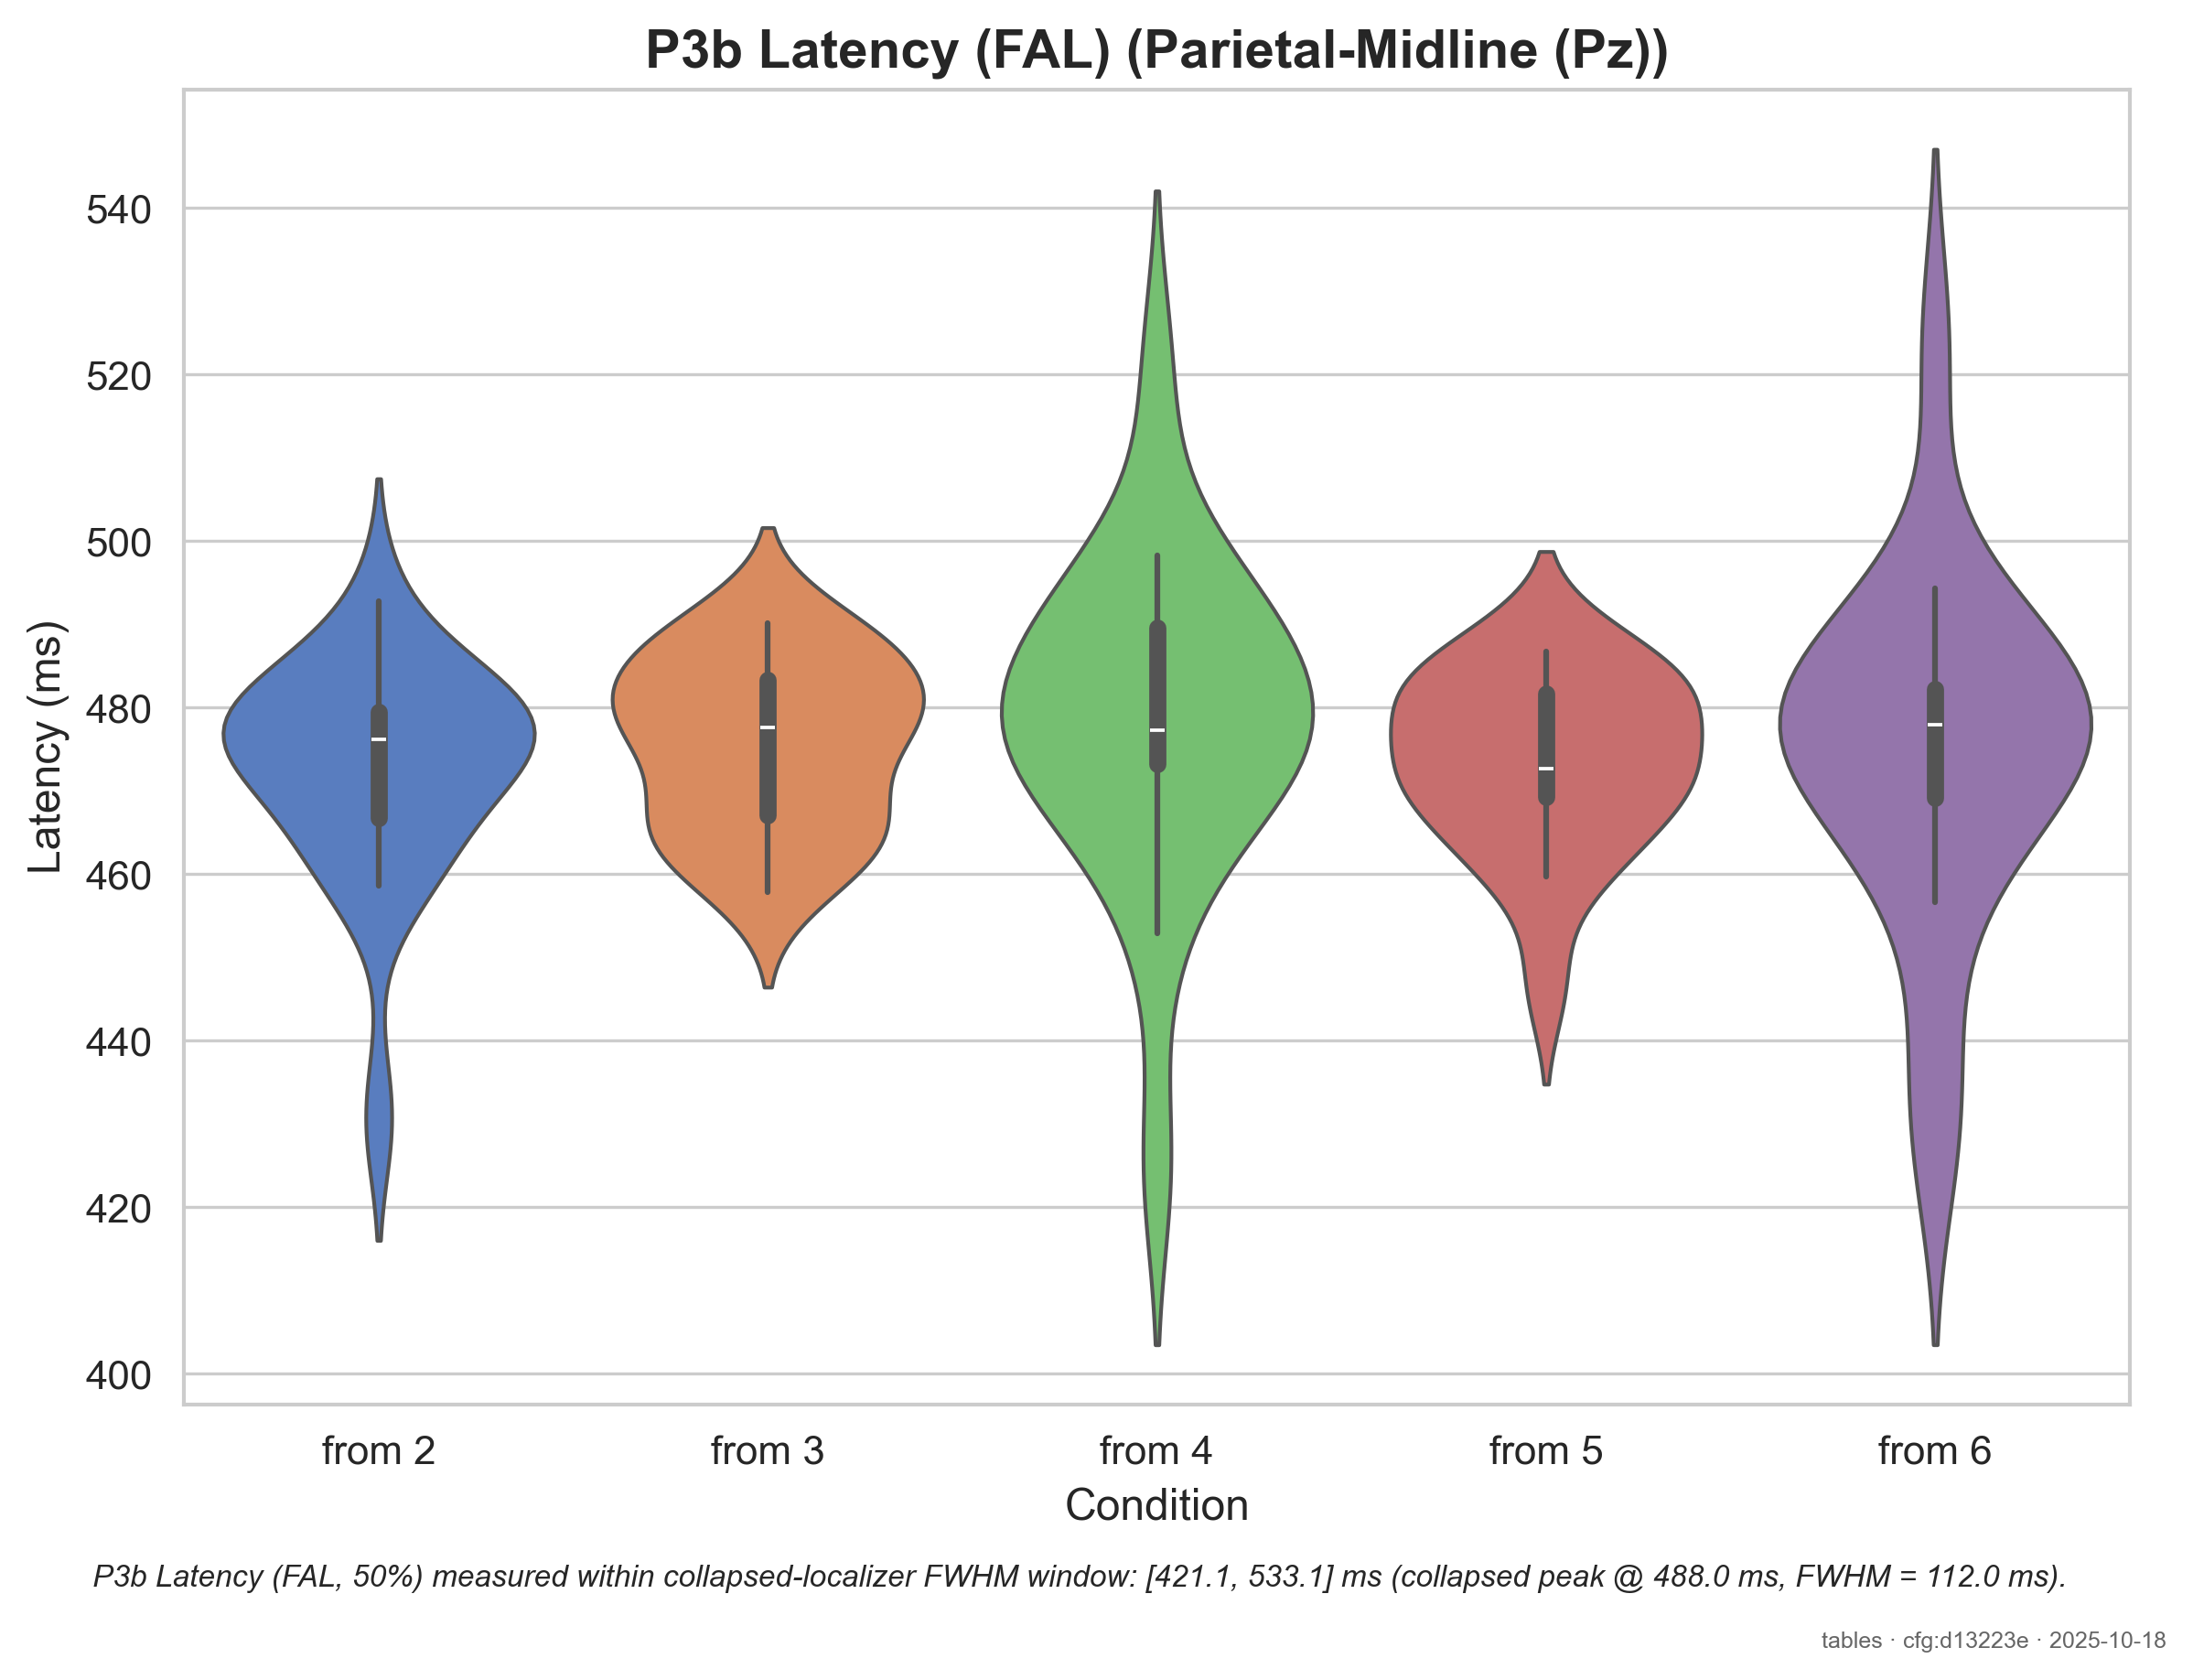 P3b Latency (FAL) (Parietal-Midline (Pz))
Latency (ms)
540
520
500
480
460
440
420
400
from 2 from 3 from 4 from 5 from 6
Condition
P3b Latency (FAL, 50%) measured within collapsed-localizer FWHM window: [421.1, 533.1] ms (collapsed peak @ 488.0 ms, FWHM = 112.0 ms).
tables · cfg:d13223e · 2025-10-18